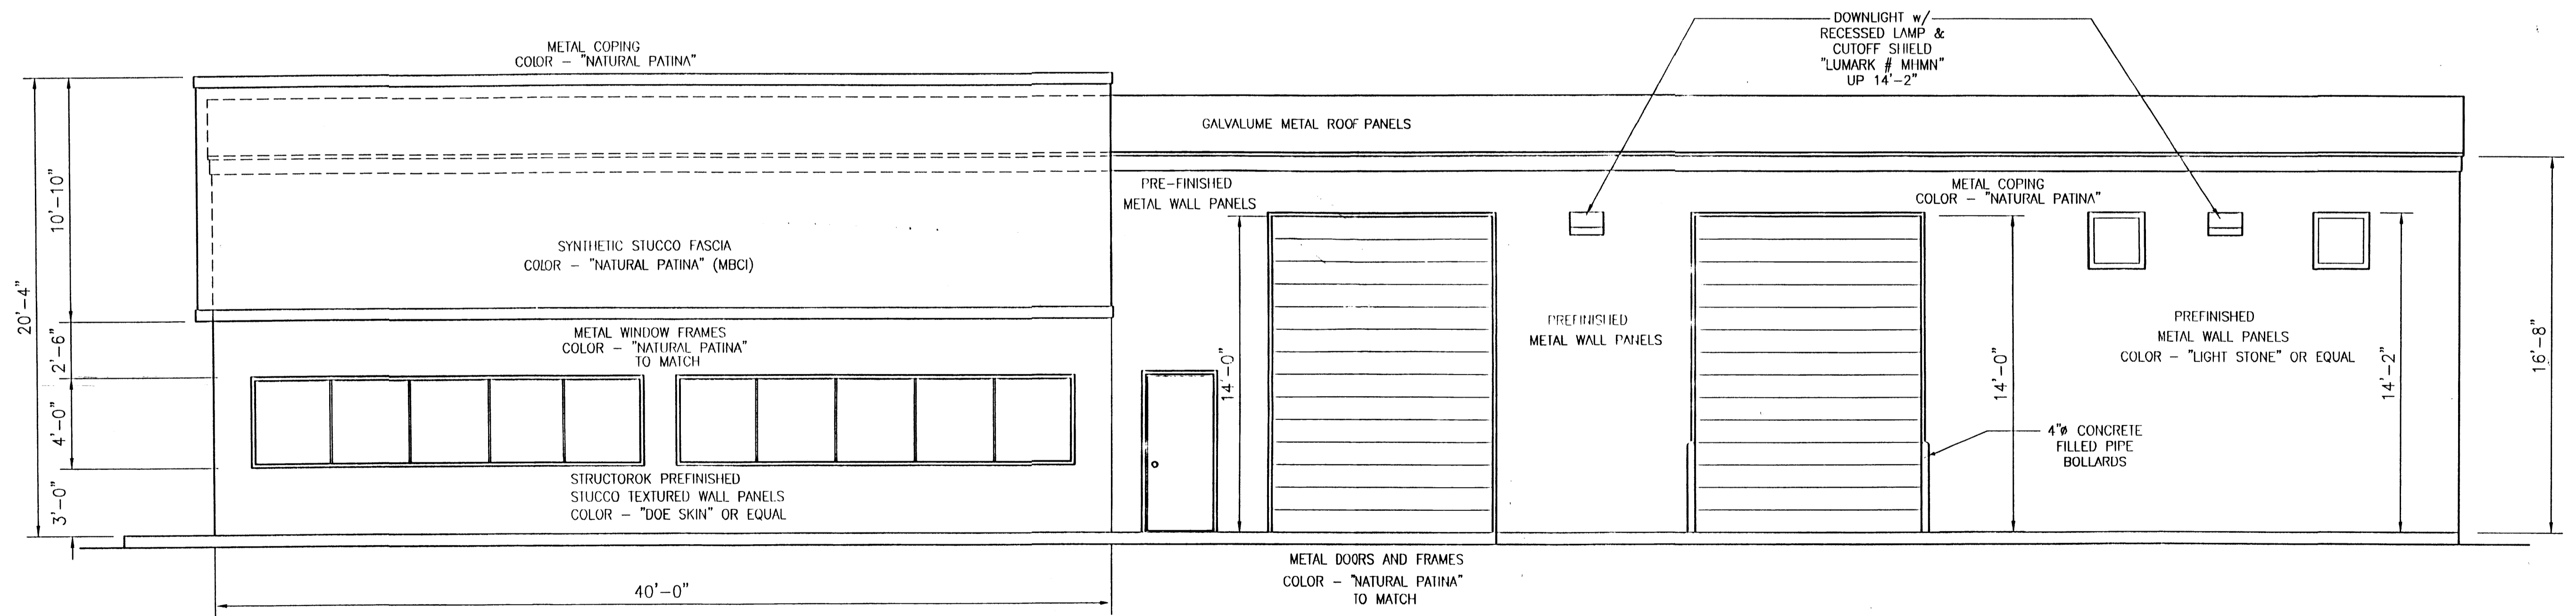 METAL COPING
COLOR – "NATURAL PATINA"
DOWNLIGHT w/
RECESSED LAMP &
CUTOFF SHIELD
"LUMARK # MHMN"
UP 14'-2"
GALVALUME METAL ROOF PANELS
PRE-FINISHED
METAL WALL PANELS
METAL COPING
COLOR – "NATURAL PATINA"
SYNTHETIC STUCCO FASCIA
COLOR – "NATURAL PATINA" (MBCI)
20'-4"
10'-10"
2'-6"
4'-0"
3'-0"
METAL WINDOW FRAMES
COLOR – "NATURAL PATINA"
TO MATCH
STRUCTOROK PREFINISHED
STUCCO TEXTURED WALL PANELS
COLOR – "DOE SKIN" OR EQUAL
14'-0"
PREFINISHED
METAL WALL PANELS
14'-0"
PREFINISHED
METAL WALL PANELS
COLOR – "LIGHT STONE" OR EQUAL
14'-2"
16'-8"
4"ø CONCRETE
FILLED PIPE
BOLLARDS
METAL DOORS AND FRAMES
COLOR – "NATURAL PATINA"
TO MATCH
40'-0"